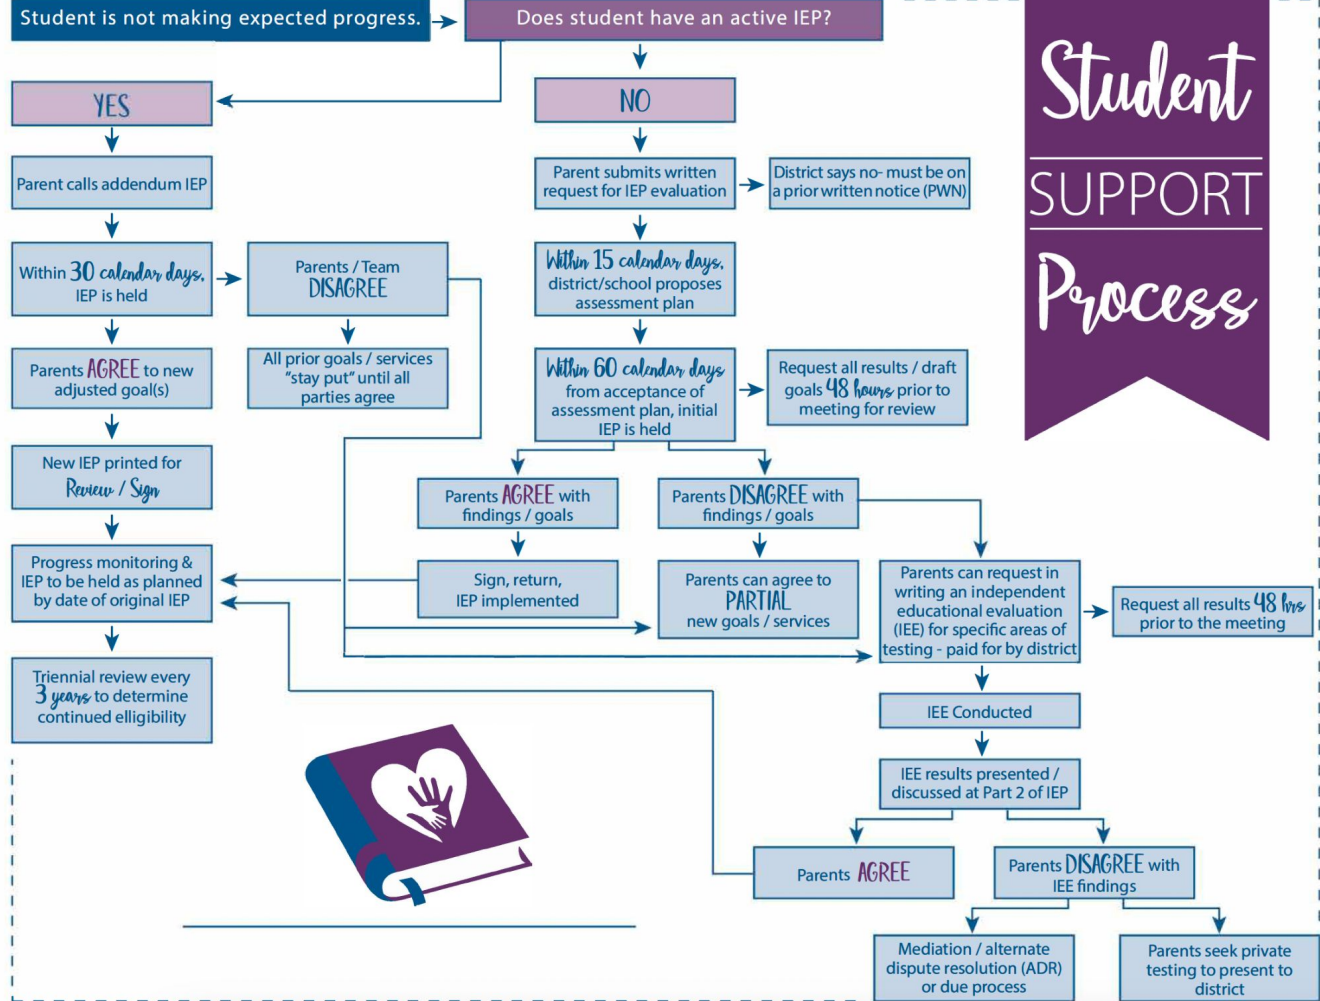 Student is not making expected progress.
Does student have an active IEP?
Student
SUPPORT
Process
YES
NO
Parent calls addendum IEP
Parent submits written
request for IEP evaluation
District says no- must be on
a prior written notice (PWN)
Within 30 calendar days,
IEP is held
Parents / Team
DISAGREE
Within 15 calendar days,
district/school proposes
assessment plan
Parents AGREE to new
adjusted goal(s)
All prior goals / services
"stay put" until all
parties agree
Within 60 calendar days
from acceptance of
assessment plan, initial
IEP is held
Request all results / draft
goals 48 hours prior to
meeting for review
New IEP printed for
Review / Sign
Parents AGREE with
findings / goals
Parents DISAGREE with
findings / goals
Progress monitoring &
IEP to be held as planned
by date of original IEP
Sign, return,
IEP implemented
Parents can agree to
PARTIAL
new goals / services
Parents can request in
writing an independent
educational evaluation
(IEE) for specific areas of
testing - paid for by district
Request all results 48 hrs
prior to the meeting
Triennial review every
3 years to determine
continued elligibility
IEE Conducted
IEE results presented /
discussed at Part 2 of IEP
Parents AGREE
Parents DISAGREE with
IEE findings
Mediation / alternate
dispute resolution (ADR)
or due process
Parents seek private
testing to present to
district